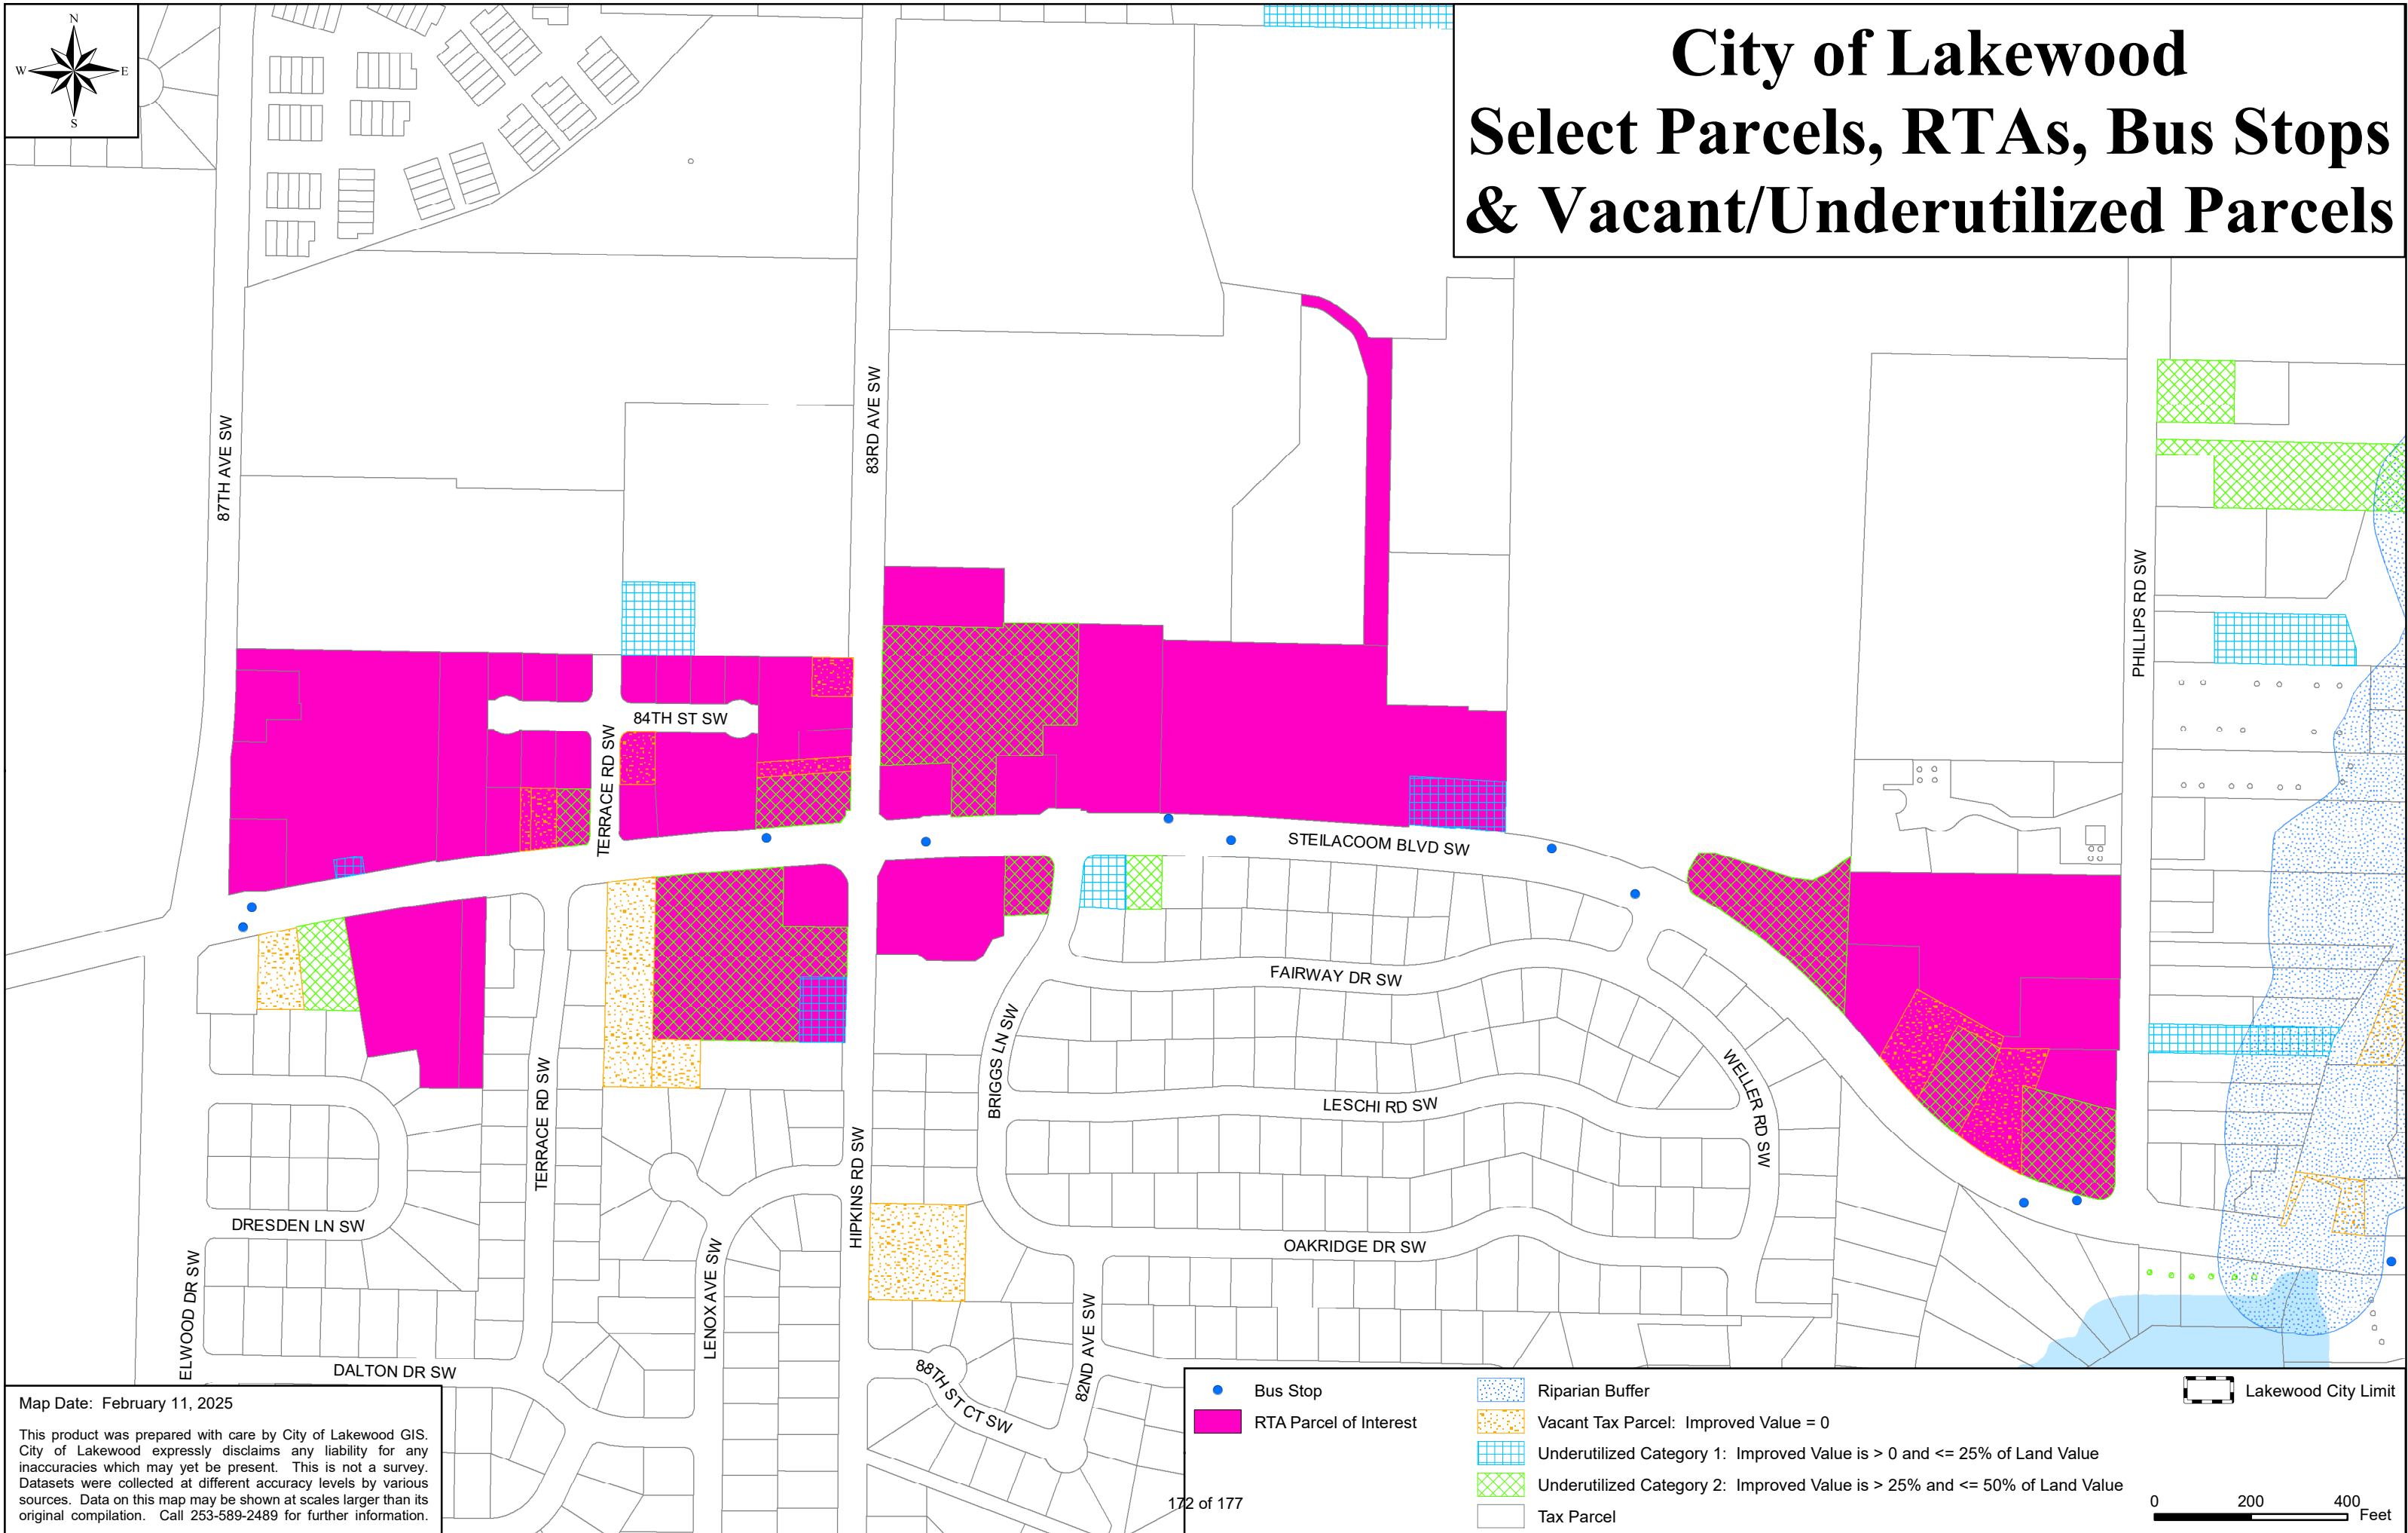 N
W
E
S
City of Lakewood
Select Parcels, RTAs, Bus Stops
& Vacant/Underutilized Parcels
87TH AVE SW
83RD AVE SW
PHILLIPS RD SW
84TH ST SW
TERRACE RD SW
STEILACOOM BLVD SW
FAIRWAY DR SW
BRIGGS LN SW
WELLER RD SW
LESCHI RD SW
TERRACE RD SW
HIPKINS RD SW
DRESDEN LN SW
OAKRIDGE DR SW
ELWOOD DR SW
LENOX AVE SW
82ND AVE SW
DALTON DR SW
88TH ST CT SW
Map Date: February 11, 2025
This product was prepared with care by City of Lakewood GIS.
City of Lakewood expressly disclaims any liability for any
inaccuracies which may yet be present. This is not a survey.
Datasets were collected at different accuracy levels by various
sources. Data on this map may be shown at scales larger than its
original compilation. Call 253-589-2489 for further information.
Bus Stop
RTA Parcel of Interest
Riparian Buffer
Vacant Tax Parcel: Improved Value = 0
Underutilized Category 1: Improved Value is > 0 and <= 25% of Land Value
Underutilized Category 2: Improved Value is > 25% and <= 50% of Land Value
Tax Parcel
Lakewood City Limit
172 of 177
0 200 400
Feet